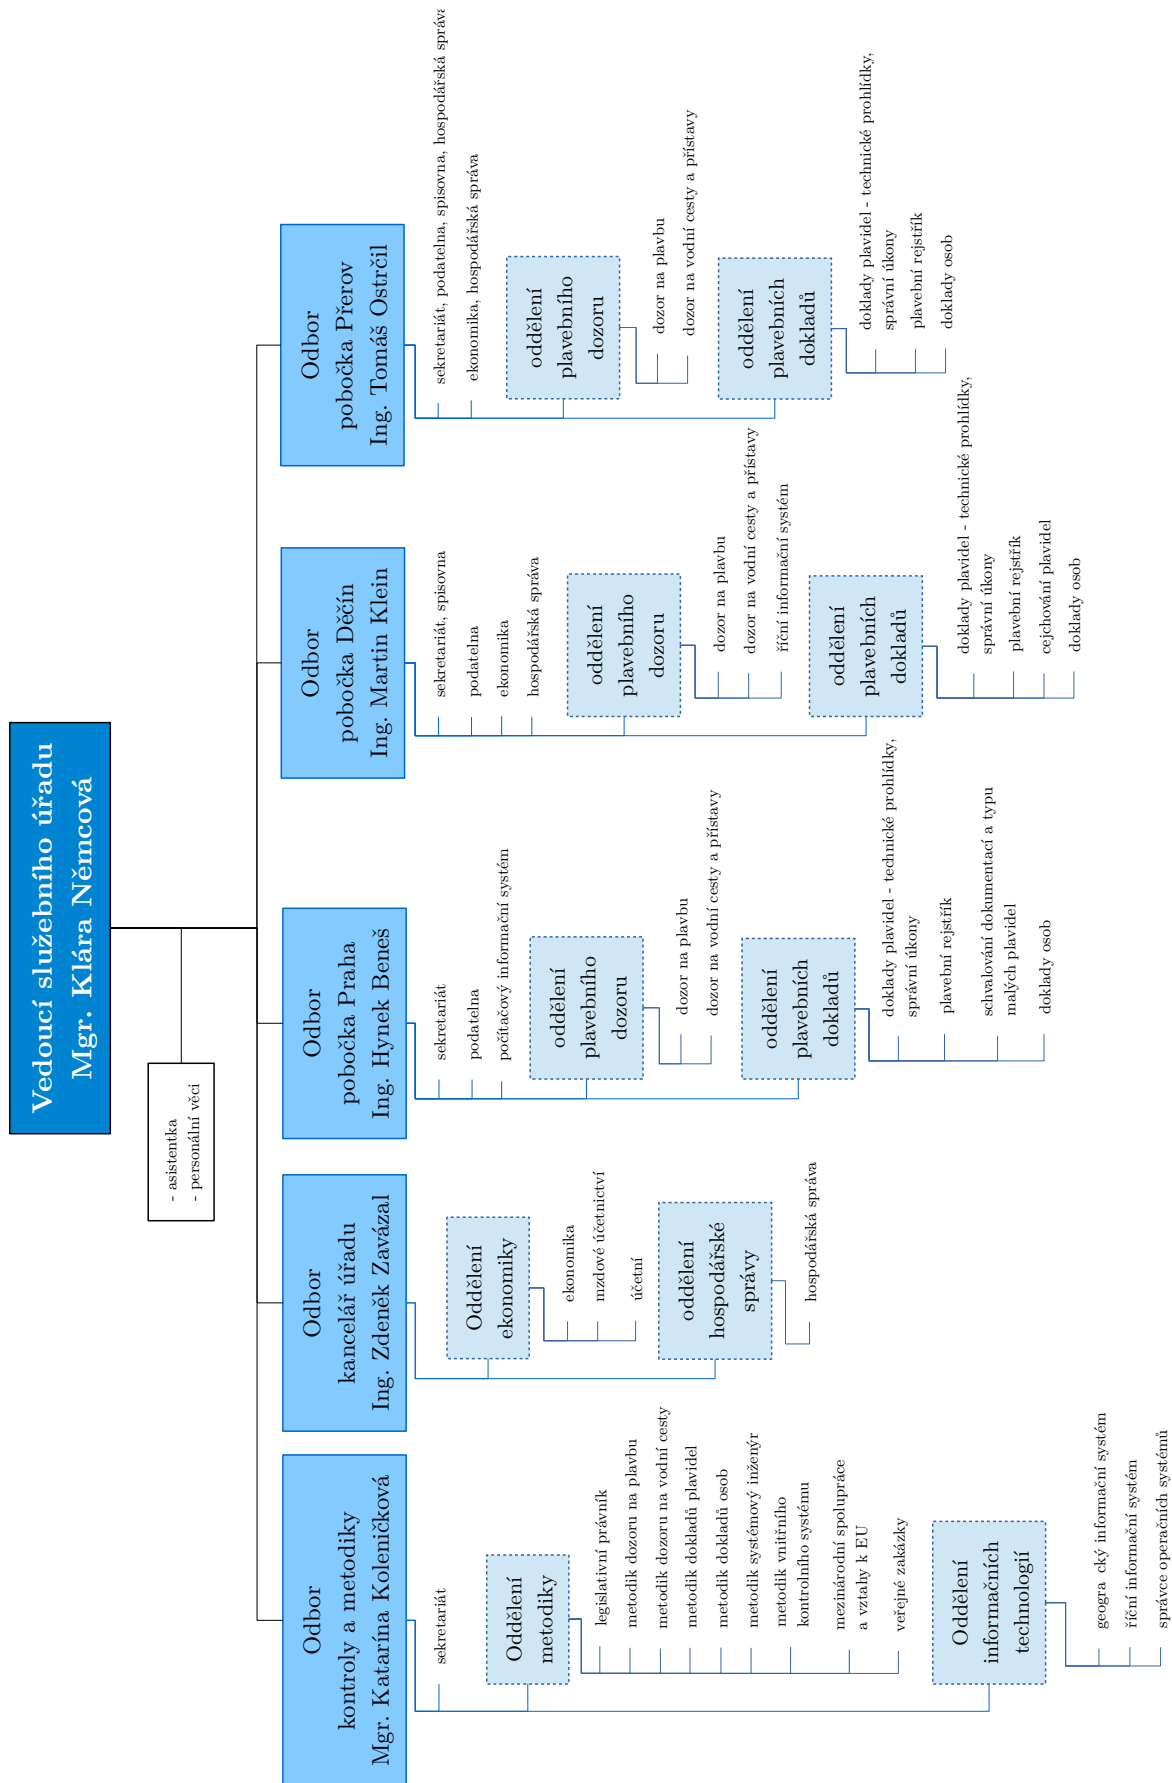 Vedoucí služebního úřadu
Mgr. Klára Němcová
- asistentka
- personální věci
Odbor
kontroly a metodiky
Mgr. Katarína Koleničková
sekretariát
Oddělení
metodiky
legislativní právník
metodik dozoru na plavbu
metodik dozoru na vodní cesty
metodik dokladů plavidel
metodik dokladů osob
metodik systémový inženýr
metodik vnitřního
kontrolního systému
mezinárodní spolupráce
a vztahy k EU
veřejné zakázky
Oddělení
informačních
technologií
geogra cký informační systém
říční informační systém
správce operačních systémů
Odbor
kancelář úřadu
Ing. Zdeněk Zavázal
Oddělení
ekonomiky
ekonomika
mzdové účetnictví
účetní
oddělení
hospodářské
správy
hospodářská správa
Odbor
pobočka Praha
Ing. Hynek Beneš
sekretariát
podatelna
počítačový informační systém
oddělení
plavebního
dozoru
dozor na plavbu
dozor na vodní cesty a přístavy
oddělení
plavebních
dokladů
doklady plavidel - technické prohlídky,
správní úkony
plavební rejstřík
schvalování dokumentací a typu
malých plavidel
doklady osob
Odbor
pobočka Děčín
Ing. Martin Klein
sekretariát, spisovna
podatelna
ekonomika
hospodářská správa
oddělení
plavebního
dozoru
dozor na plavbu
dozor na vodní cesty a přístavy
říční informační systém
oddělení
plavebních
dokladů
doklady plavidel - technické prohlídky,
správní úkony
plavební rejstřík
cejchování plavidel
doklady osob
Odbor
pobočka Přerov
Ing. Tomáš Ostrčil
sekretariát, podatelna, spisovna, hospodářská správa
ekonomika, hospodářská správa
oddělení
plavebního
dozoru
dozor na plavbu
dozor na vodní cesty a přístavy
oddělení
plavebních
dokladů
doklady plavidel - technické prohlídky,
správní úkony
plavební rejstřík
doklady osob